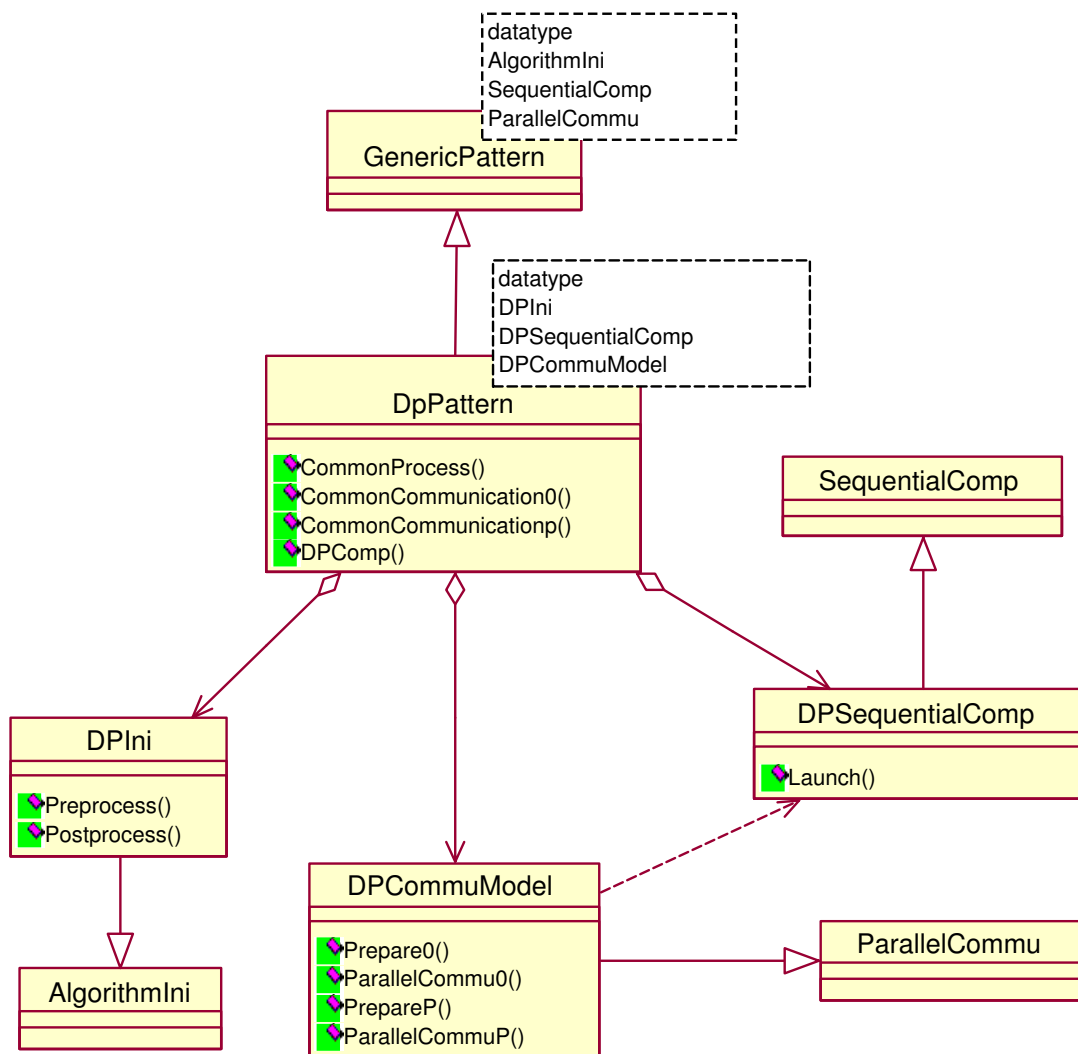 datatype
AlgorithmIni
SequentialComp
ParallelCommu
GenericPattern
datatype
DPIni
DPSequentialComp
DPCommuModel
DpPattern
CommonProcess()
CommonCommunication0()
CommonCommunicationp()
DPComp()
SequentialComp
DPSequentialComp
Launch()
DPIni
Preprocess()
Postprocess()
DPCommuModel
Prepare0()
ParallelCommu0()
PrepareP()
ParallelCommuP()
ParallelCommu
AlgorithmIni